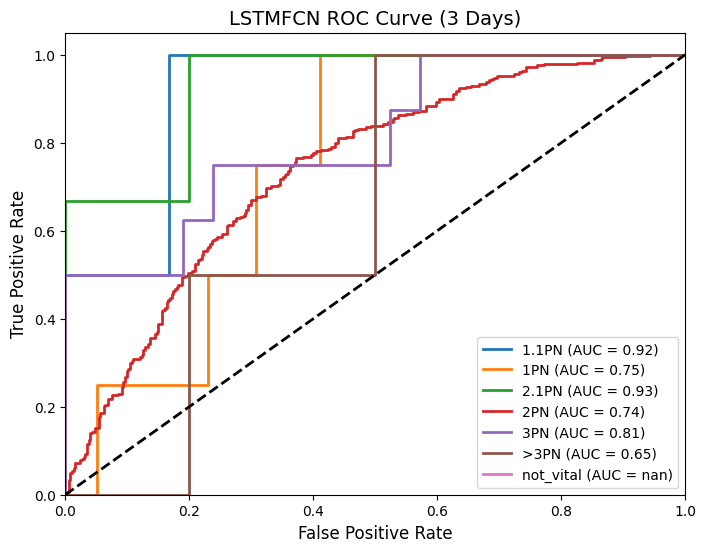 LSTMFCN ROC Curve (3 Days)
True Positive Rate
1.0
0.8
0.6
0.4
0.2
0.0
0.0 0.2 0.4 0.6 0.8 1.0
False Positive Rate
1.1PN (AUC = 0.92)
1PN (AUC = 0.75)
2.1PN (AUC = 0.93)
2PN (AUC = 0.74)
3PN (AUC = 0.81)
>3PN (AUC = 0.65)
not_vital (AUC = nan)